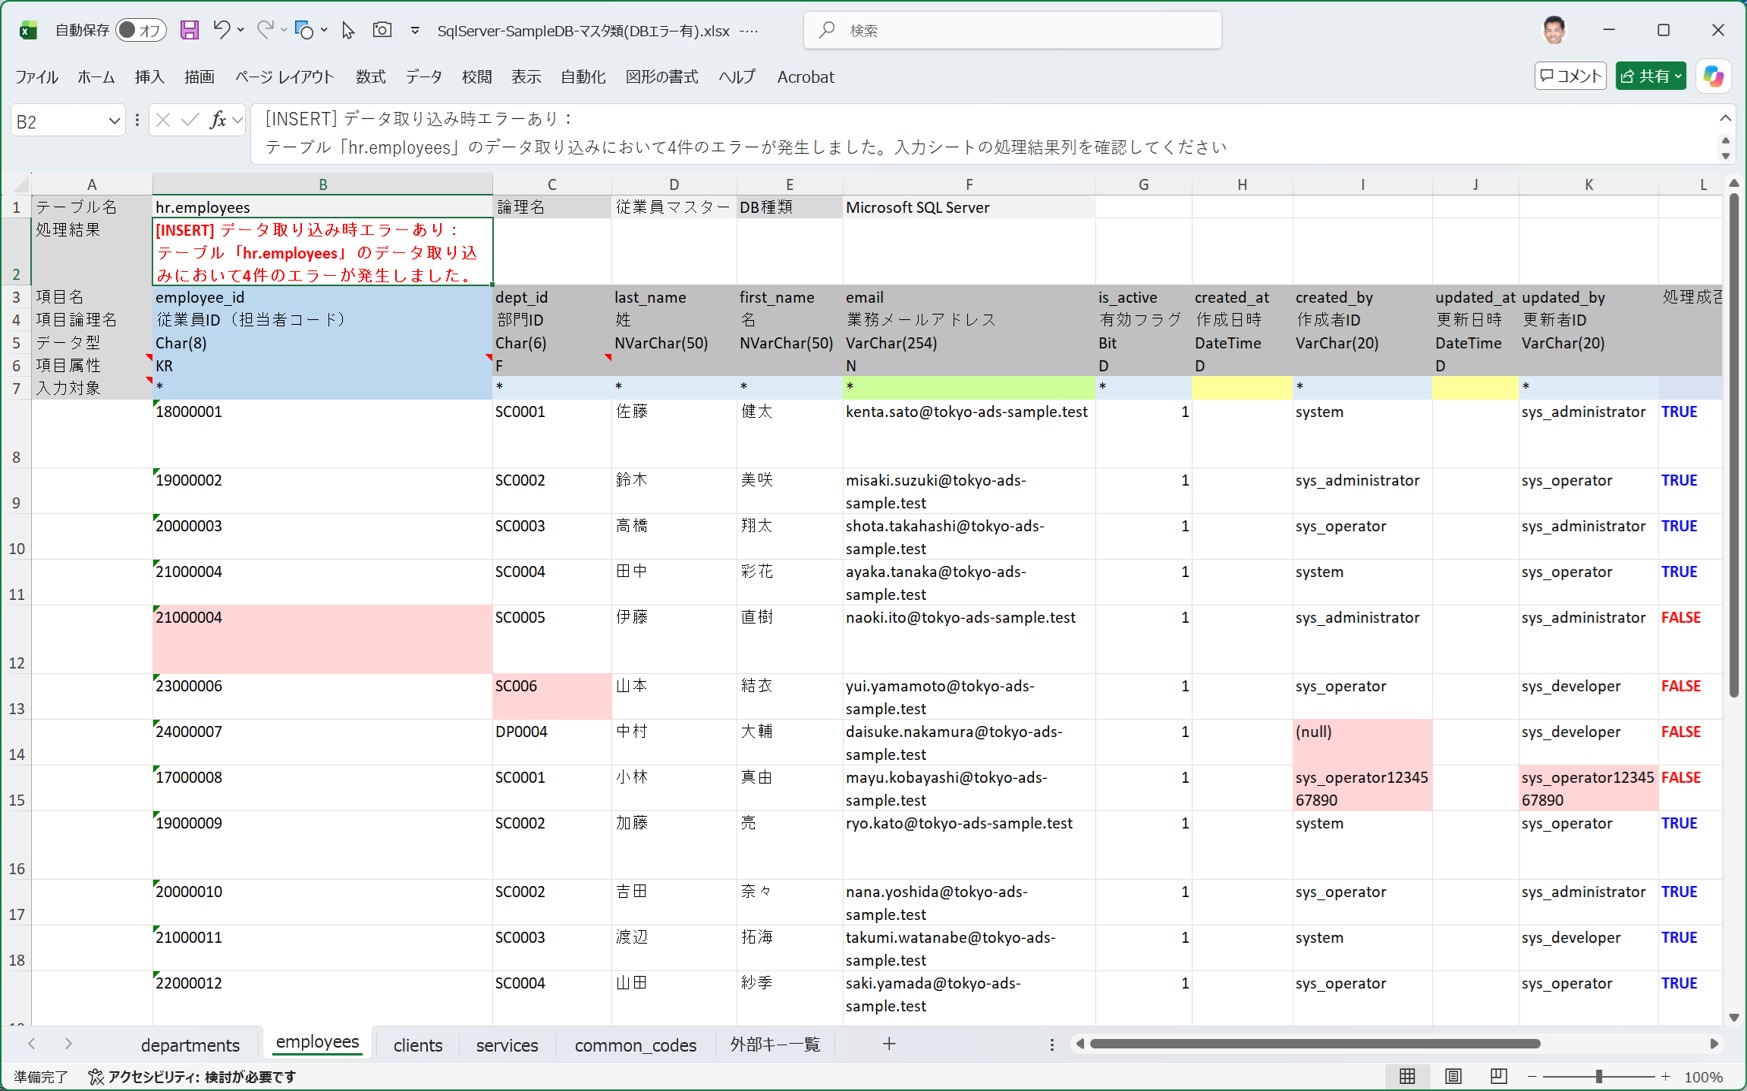 自動保存 オフ SqlServer-SampleDB-マスタ類(DBエラー有).xlsx -… 検索
ファイル ホーム 挿入 描画 ページ レイアウト 数式 データ 校閲 表示 自動化 図形の書式 ヘルプ Acrobat コメント 共有
B2 fx [INSERT] データ取り込み時エラーあり：
テーブル「hr.employees」のデータ取り込みにおいて4件のエラーが発生しました。入力シートの処理結果列を確認してください
A B C D E F G H I J K L
1 テーブル名 hr.employees 論理名 従業員マスター DB種類 Microsoft SQL Server
2 処理結果 [INSERT] データ取り込み時エラーあり：
テーブル「hr.employees」のデータ取り込
みにおいて4件のエラーが発生しました。
3 項目名 employee_id dept_id last_name first_name email is_active created_at created_by updated_at updated_by 処理成否
4 項目論理名 従業員ID（担当者コード） 部門ID 姓 名 業務メールアドレス 有効フラグ 作成日時 作成者ID 更新日時 更新者ID
5 データ型 Char(8) Char(6) NVarChar(50) NVarChar(50) VarChar(254) Bit DateTime VarChar(20) DateTime VarChar(20)
6 項目属性 KR F N D D D
7 入力対象 * * * * * * * *
8 18000001 SC0001 佐藤 健太 kenta.sato@tokyo-ads-sample.test 1 system sys_administrator TRUE
9 19000002 SC0002 鈴木 美咲 misaki.suzuki@tokyo-ads- 1 sys_administrator sys_operator TRUE
sample.test
10 20000003 SC0003 高橋 翔太 shota.takahashi@tokyo-ads- 1 sys_operator sys_administrator TRUE
sample.test
11 21000004 SC0004 田中 彩花 ayaka.tanaka@tokyo-ads- 1 system sys_operator TRUE
sample.test
12 21000004 SC0005 伊藤 直樹 naoki.ito@tokyo-ads-sample.test 1 sys_administrator sys_administrator FALSE
13 23000006 SC006 山本 結衣 yui.yamamoto@tokyo-ads- 1 sys_operator sys_developer FALSE
sample.test
14 24000007 DP0004 中村 大輔 daisuke.nakamura@tokyo-ads- 1 (null) sys_developer FALSE
sample.test
15 17000008 SC0001 小林 真由 mayu.kobayashi@tokyo-ads- 1 sys_operator12345 sys_operator12345 FALSE
sample.test 67890 67890
16 19000009 SC0002 加藤 亮 ryo.kato@tokyo-ads-sample.test 1 system sys_operator TRUE
17 20000010 SC0002 吉田 奈々 nana.yoshida@tokyo-ads- 1 sys_operator sys_administrator TRUE
sample.test
18 21000011 SC0003 渡辺 拓海 takumi.watanabe@tokyo-ads- 1 system sys_developer TRUE
sample.test
22000012 SC0004 山田 紗季 saki.yamada@tokyo-ads- 1 sys_operator sys_operator TRUE
sample.test
departments employees clients services common_codes 外部キー一覧
準備完了 アクセシビリティ: 検討が必要です 100%